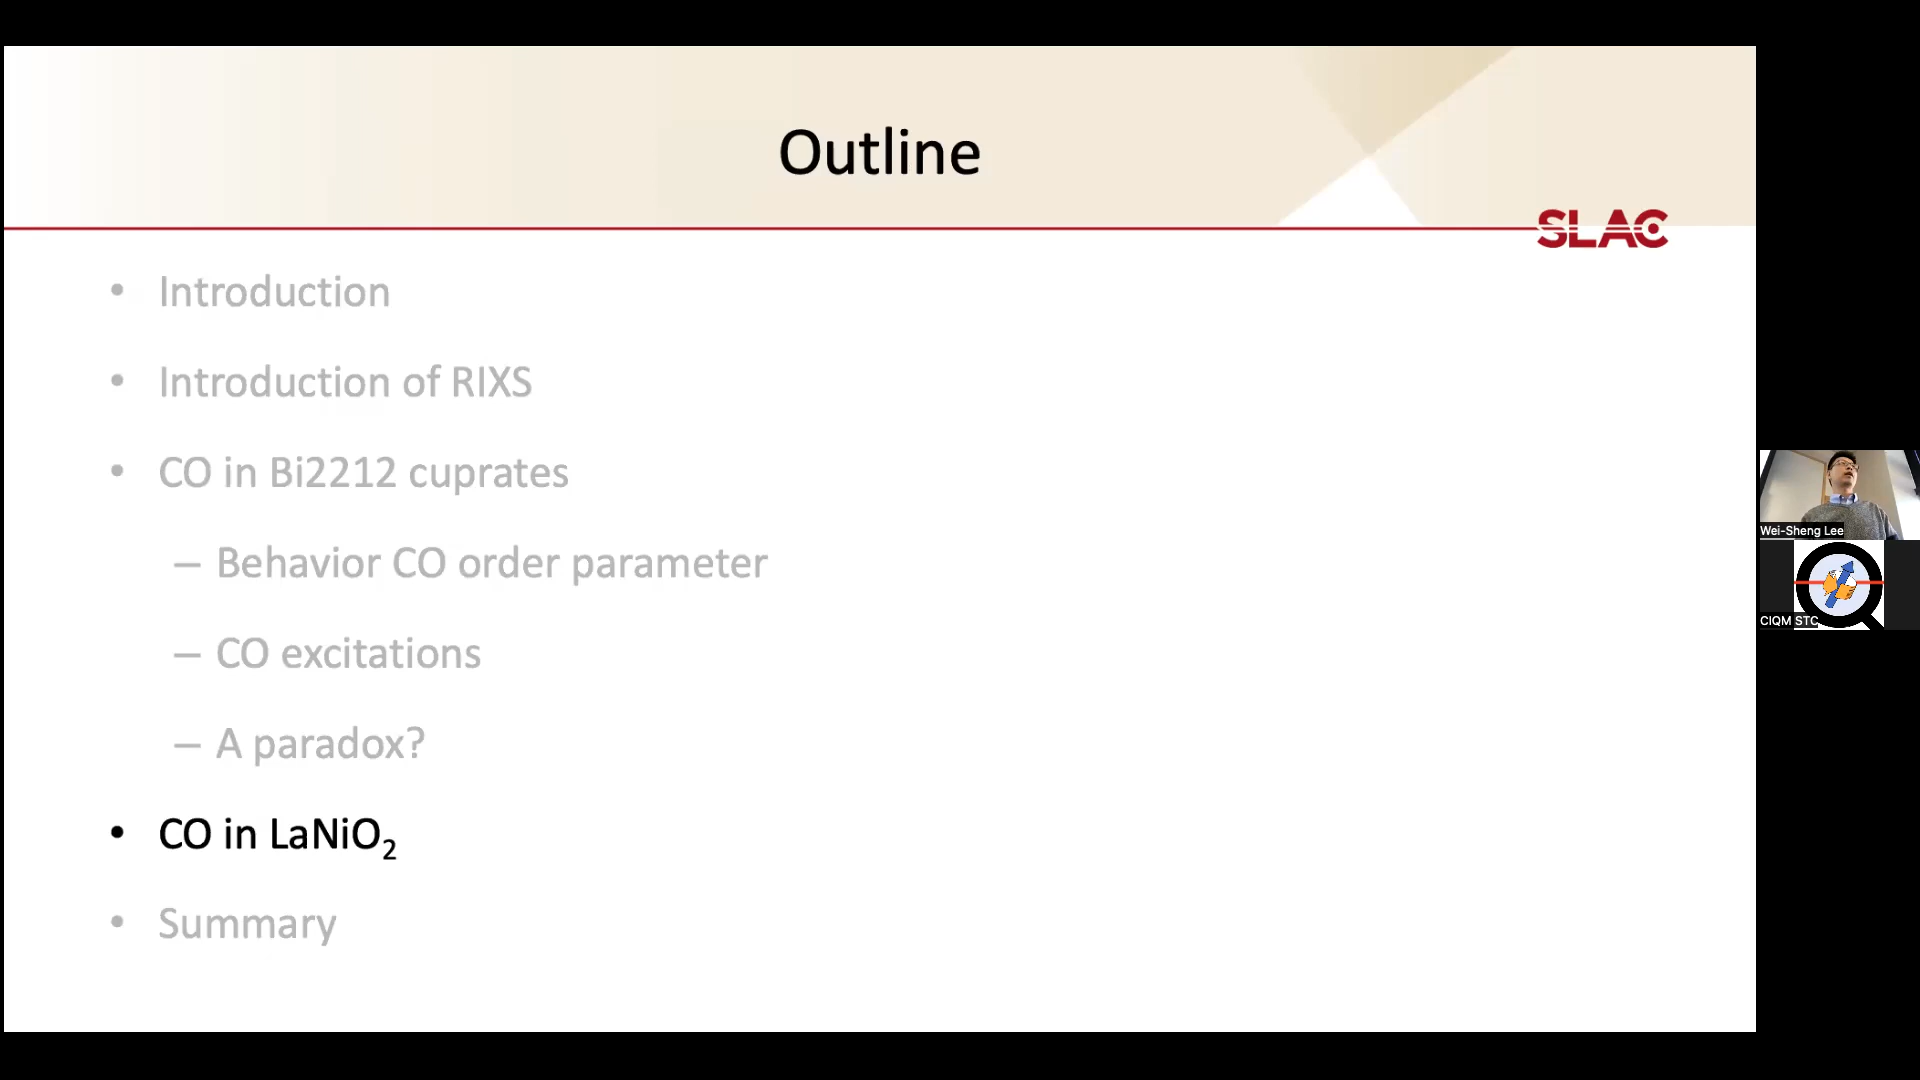 Outline
SLAC
• Introduction
• Introduction of RIXS
• CO in Bi2212 cuprates
– Behavior CO order parameter
– CO excitations
– A paradox?
• CO in LaNiO₂
• Summary
Wei-Sheng Lee
CIQM STC